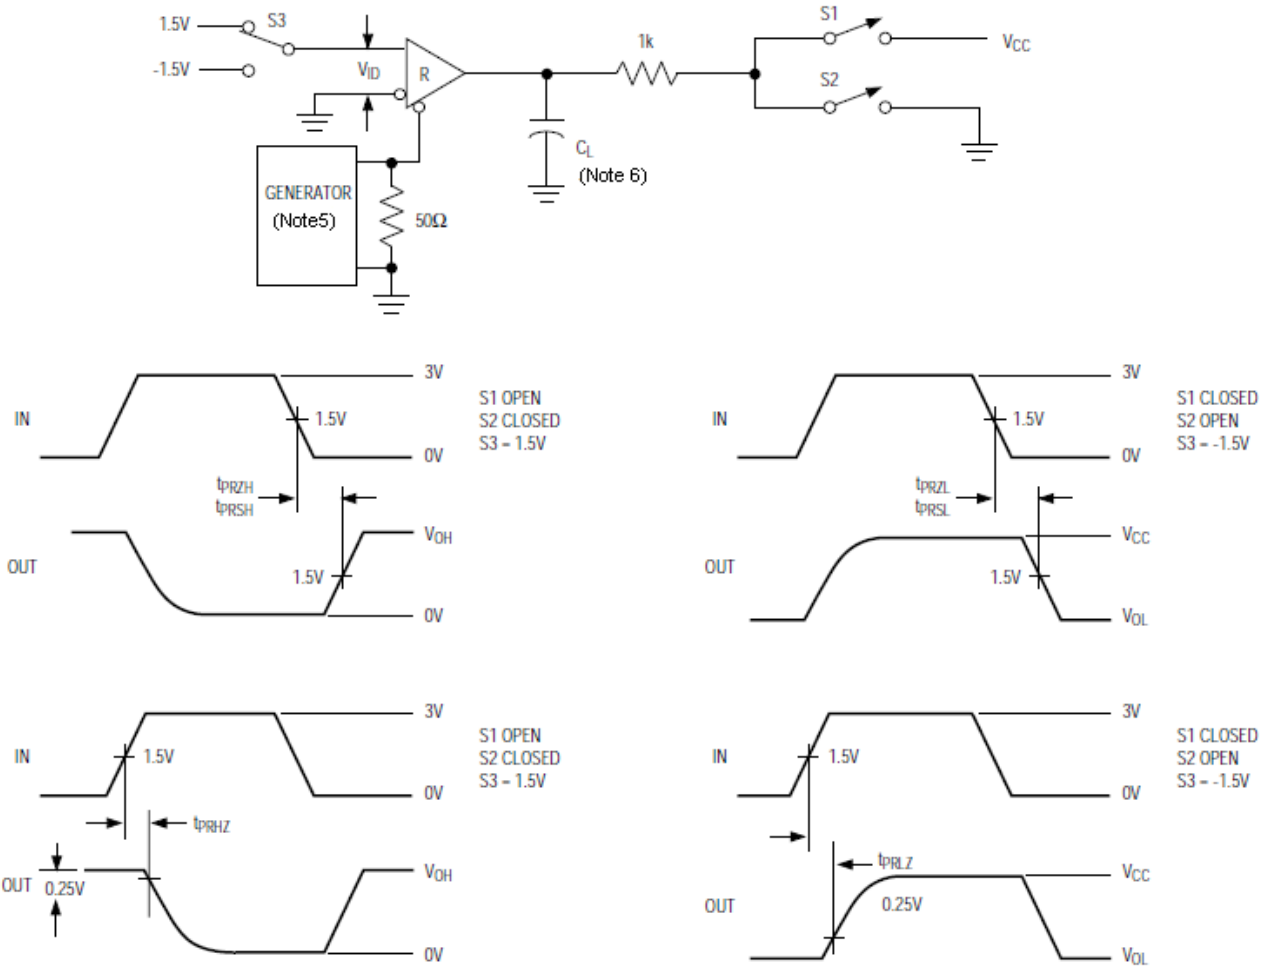 1.5V
S3
-1.5V
VID
R
1k
S1
VCC
S2
CL
(Note 6)
GENERATOR
(Note5)
50Ω
IN
3V
1.5V
0V
S1 OPEN
S2 CLOSED
S3 = 1.5V
tPRZH
tPRSH
OUT
VOH
1.5V
0V
IN
3V
1.5V
0V
S1 CLOSED
S2 OPEN
S3 = -1.5V
tPRZL
tPRSL
OUT
VCC
1.5V
VOL
IN
3V
1.5V
0V
S1 OPEN
S2 CLOSED
S3 = 1.5V
tPRHZ
OUT
0.25V
VOH
0V
IN
3V
1.5V
0V
S1 CLOSED
S2 OPEN
S3 = -1.5V
tPRLZ
OUT
VCC
0.25V
VOL